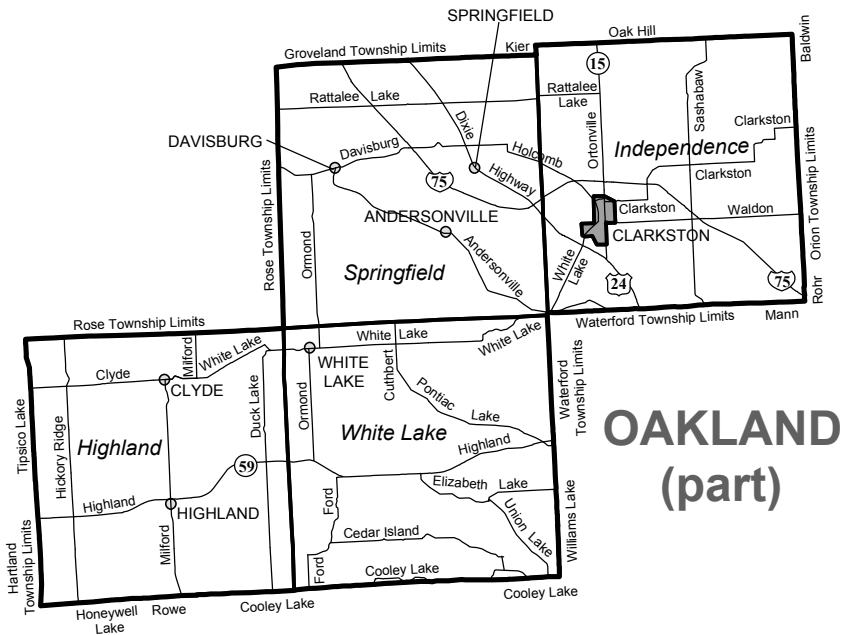 SPRINGFIELD
Groveland Township Limits
Kier
Oak Hill
Baldwin
15
Rattalee Lake
Rattalee
Lake
Dixie
Highway
Ortonville
Sashabaw
Clarkston
DAVISBURG
Davisburg
Holcomb
Independence
Clarkston
Rose Township Limits
75
Orion Township Limits
ANDERSONVILLE
Clarkston
Waldon
CLARKSTON
Ormond
Springfield
Andersonville
White
Lake
24
75
Rohr
Rose Township Limits
Waterford Township Limits
Mann
Milford
White Lake
White Lake
White Lake
Clyde
CLYDE
WHITE
LAKE
Cuthbert
Waterford
Township Limits
Tipsico Lake
Hickory Ridge
Duck Lake
Ormond
Pontiac
Lake
OAKLAND
(part)
Highland
White Lake
Highland
59
Elizabeth Lake
Highland
HIGHLAND
Ford
Union Lake
Williams Lake
Hartland
Township Limits
Milford
Cedar Island
Ford
Cooley Lake
Honeywell
Lake
Rowe
Cooley Lake
Cooley Lake